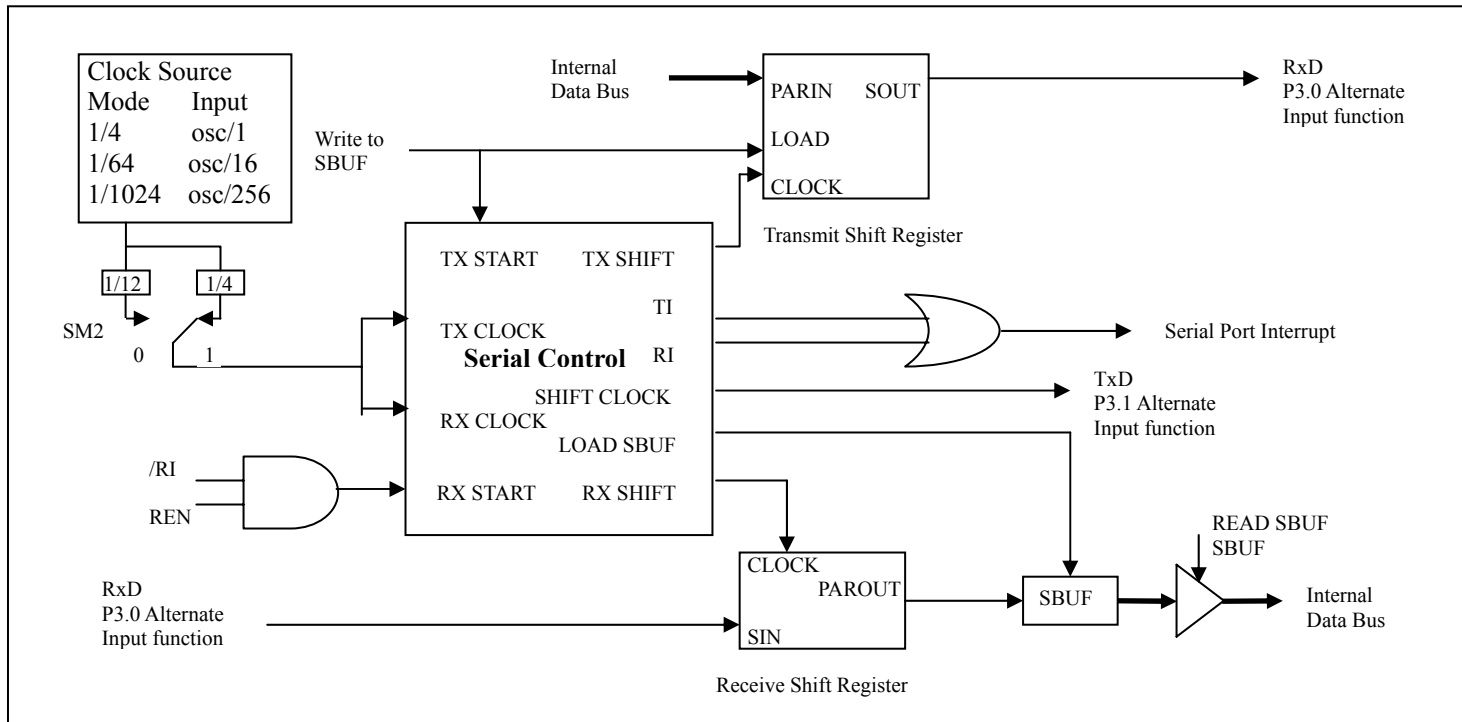 Clock Source
Mode Input
1/4 osc/1
1/64 osc/16
1/1024 osc/256
1/12
1/4
SM2
0
1
Write to
SBUF
Internal
Data Bus
PARIN SOUT
LOAD
CLOCK
Transmit Shift Register
RxD
P3.0 Alternate
Input function
TX START TX SHIFT
TI
TX CLOCK
Serial Control
RI
SHIFT CLOCK
RX CLOCK
LOAD SBUF
RX START RX SHIFT
Serial Port Interrupt
TxD
P3.1 Alternate
Input function
/RI
REN
RxD
P3.0 Alternate
Input function
CLOCK
PAROUT
SIN
Receive Shift Register
SBUF
READ SBUF
SBUF
Internal
Data Bus